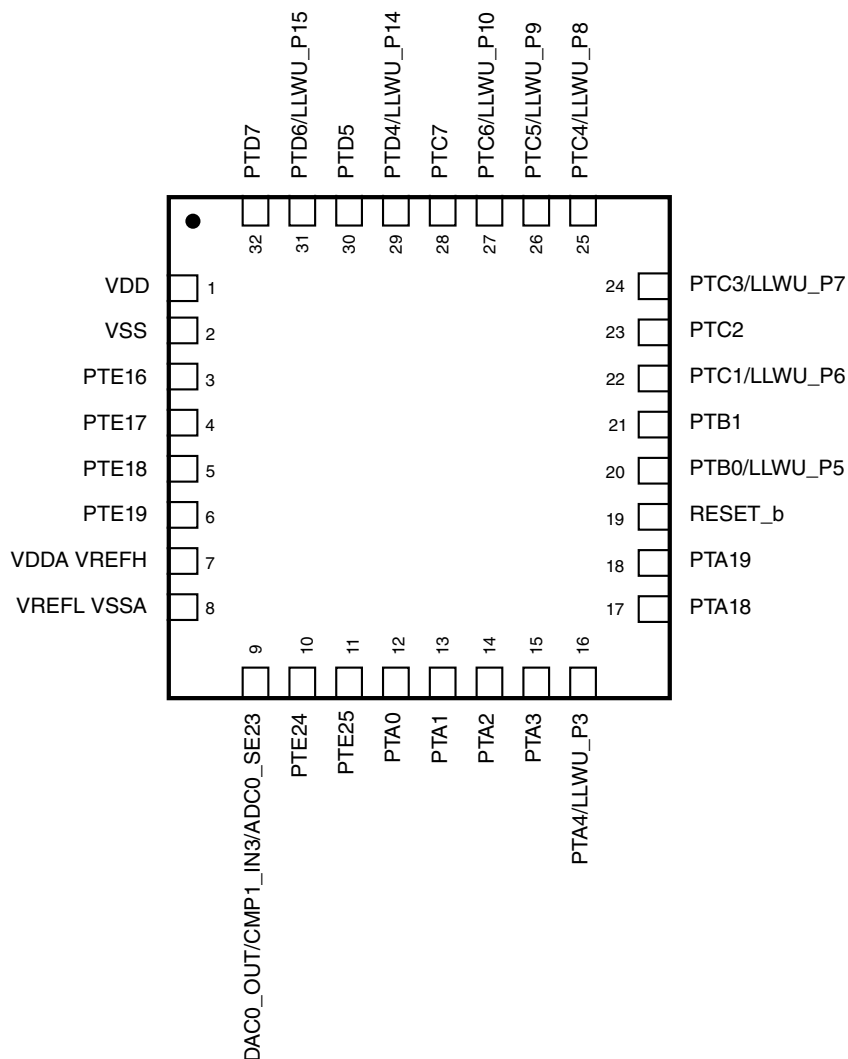 PTD7
PTD6/LLWU_P15
PTD5
PTD4/LLWU_P14
PTC7
PTC6/LLWU_P10
PTC5/LLWU_P9
PTC4/LLWU_P8
32
31
30
29
28
27
26
25
VDD 1
VSS 2
PTE16 3
PTE17 4
PTE18 5
PTE19 6
VDDA VREFH 7
VREFL VSSA 8
24 PTC3/LLWU_P7
23 PTC2
22 PTC1/LLWU_P6
21 PTB1
20 PTB0/LLWU_P5
19 RESET_b
18 PTA19
17 PTA18
9
10
11
12
13
14
15
16
DAC0_OUT/CMP1_IN3/ADC0_SE23
PTE24
PTE25
PTA0
PTA1
PTA2
PTA3
PTA4/LLWU_P3